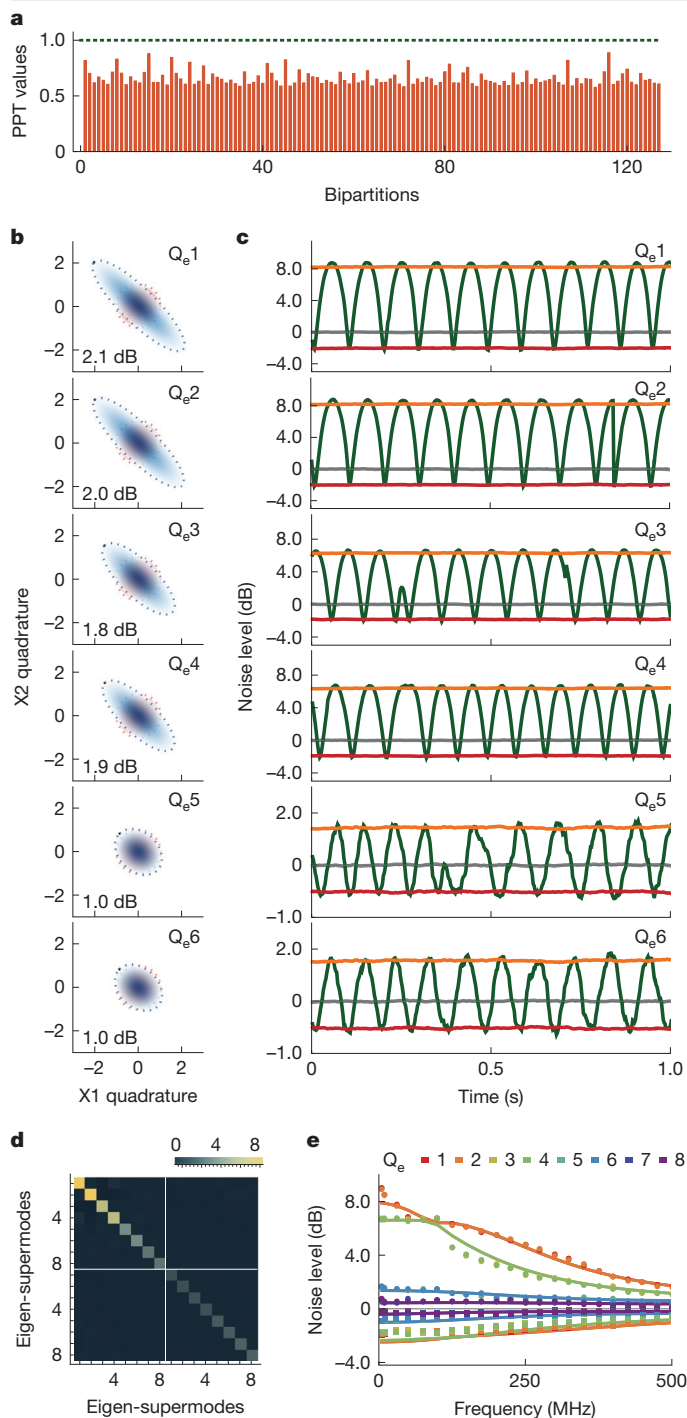 a
PPT values
1.0
0.5
0
0 40 80 120
Bipartitions
b
X2 quadrature
Qe1
2
0
−2
2.1 dB
Qe2
2
0
−2
2.0 dB
Qe3
2
0
−2
1.8 dB
Qe4
2
0
−2
1.9 dB
Qe5
2
0
−2
1.0 dB
Qe6
2
0
−2
1.0 dB
−2 0 2
X1 quadrature
c
Noise level (dB)
Qe1
8.0
4.0
0
−4.0
Qe2
8.0
4.0
0
−4.0
Qe3
8.0
4.0
0
−4.0
Qe4
8.0
4.0
0
−4.0
Qe5
2.0
0
−1.0
Qe6
2.0
0
−1.0
0 0.5 1.0
Time (s)
d
0 4 8
Eigen-supermodes
4
8
4
8
4 8 4 8
Eigen-supermodes
e
Qe 1 2 3 4 5 6 7 8
Noise level (dB)
8.0
4.0
0
−4.0
0 250 500
Frequency (MHz)